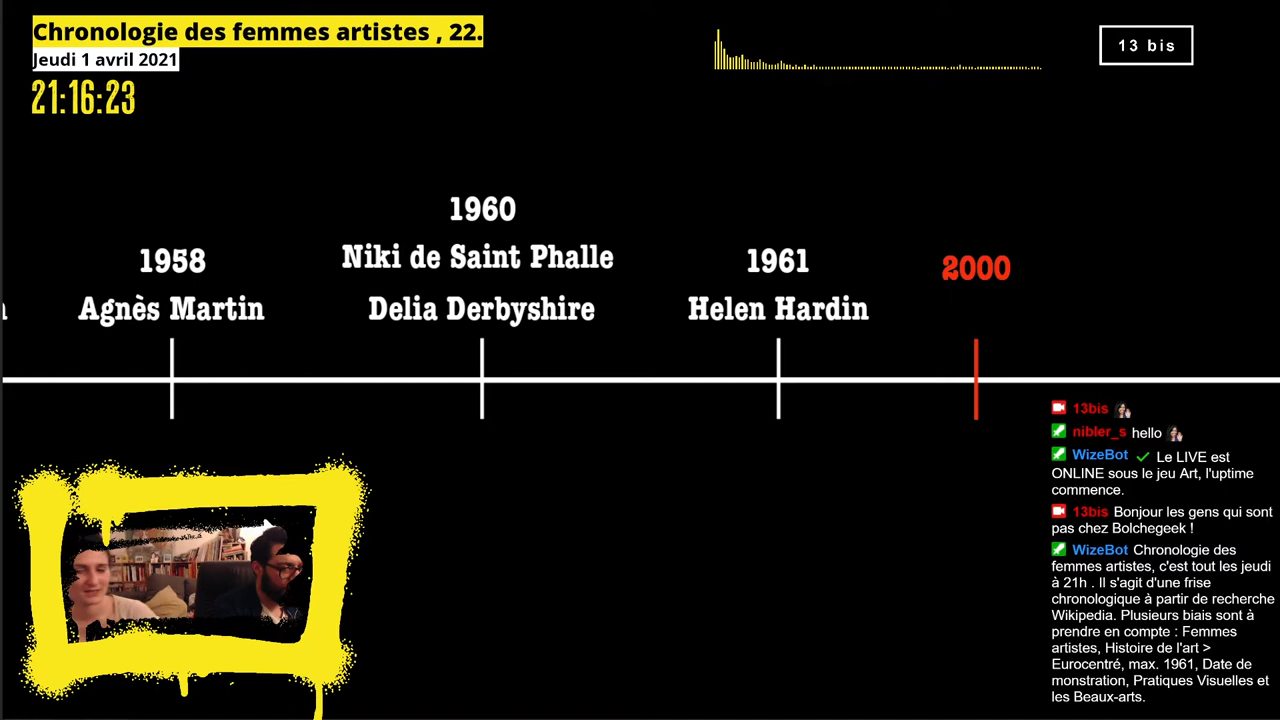 Chronologie des femmes artistes , 22.
Jeudi 1 avril 2021
21:16:23
13 bis
1960
1958
Niki de Saint Phalle
1961
2000
Agnès Martin
Delia Derbyshire
Helen Hardin
13bis
nibler_s hello
WizeBot Le LIVE est
ONLINE sous le jeu Art, l'uptime
commence.
13bis Bonjour les gens qui sont
pas chez Bolchegeek !
WizeBot Chronologie des
femmes artistes, c'est tout les jeudi
à 21h . Il s'agit d'une frise
chronologique à partir de recherche
Wikipedia. Plusieurs biais sont à
prendre en compte : Femmes
artistes, Histoire de l'art >
Eurocentré, max. 1961, Date de
monstration, Pratiques Visuelles et
les Beaux-arts.